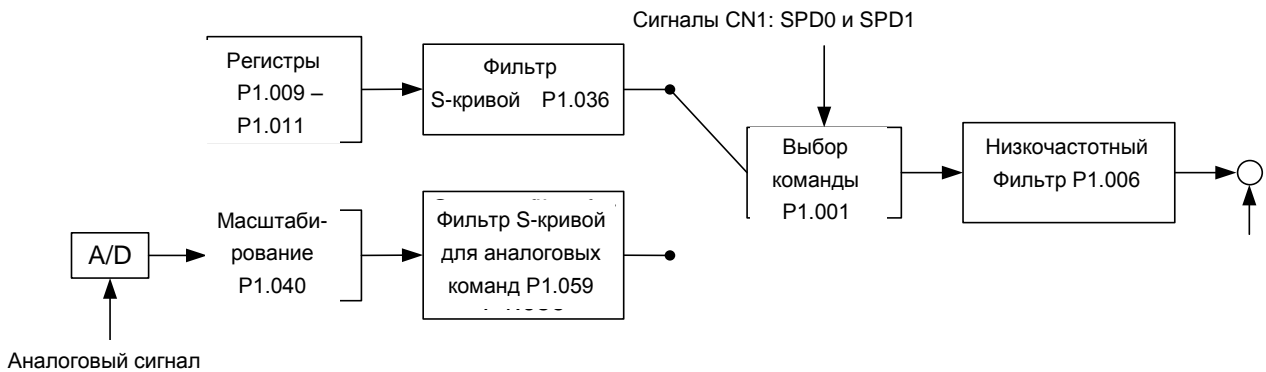 Сигналы CN1: SPD0 и SPD1
Регистры
P1.009 –
P1.011
Фильтр
S-кривой P1.036
Выбор
команды
P1.001
Низкочастотный
Фильтр P1.006
A/D
Масштаби-
рование
P1.040
Фильтр S-кривой
для аналоговых
команд P1.059
Аналоговый сигнал